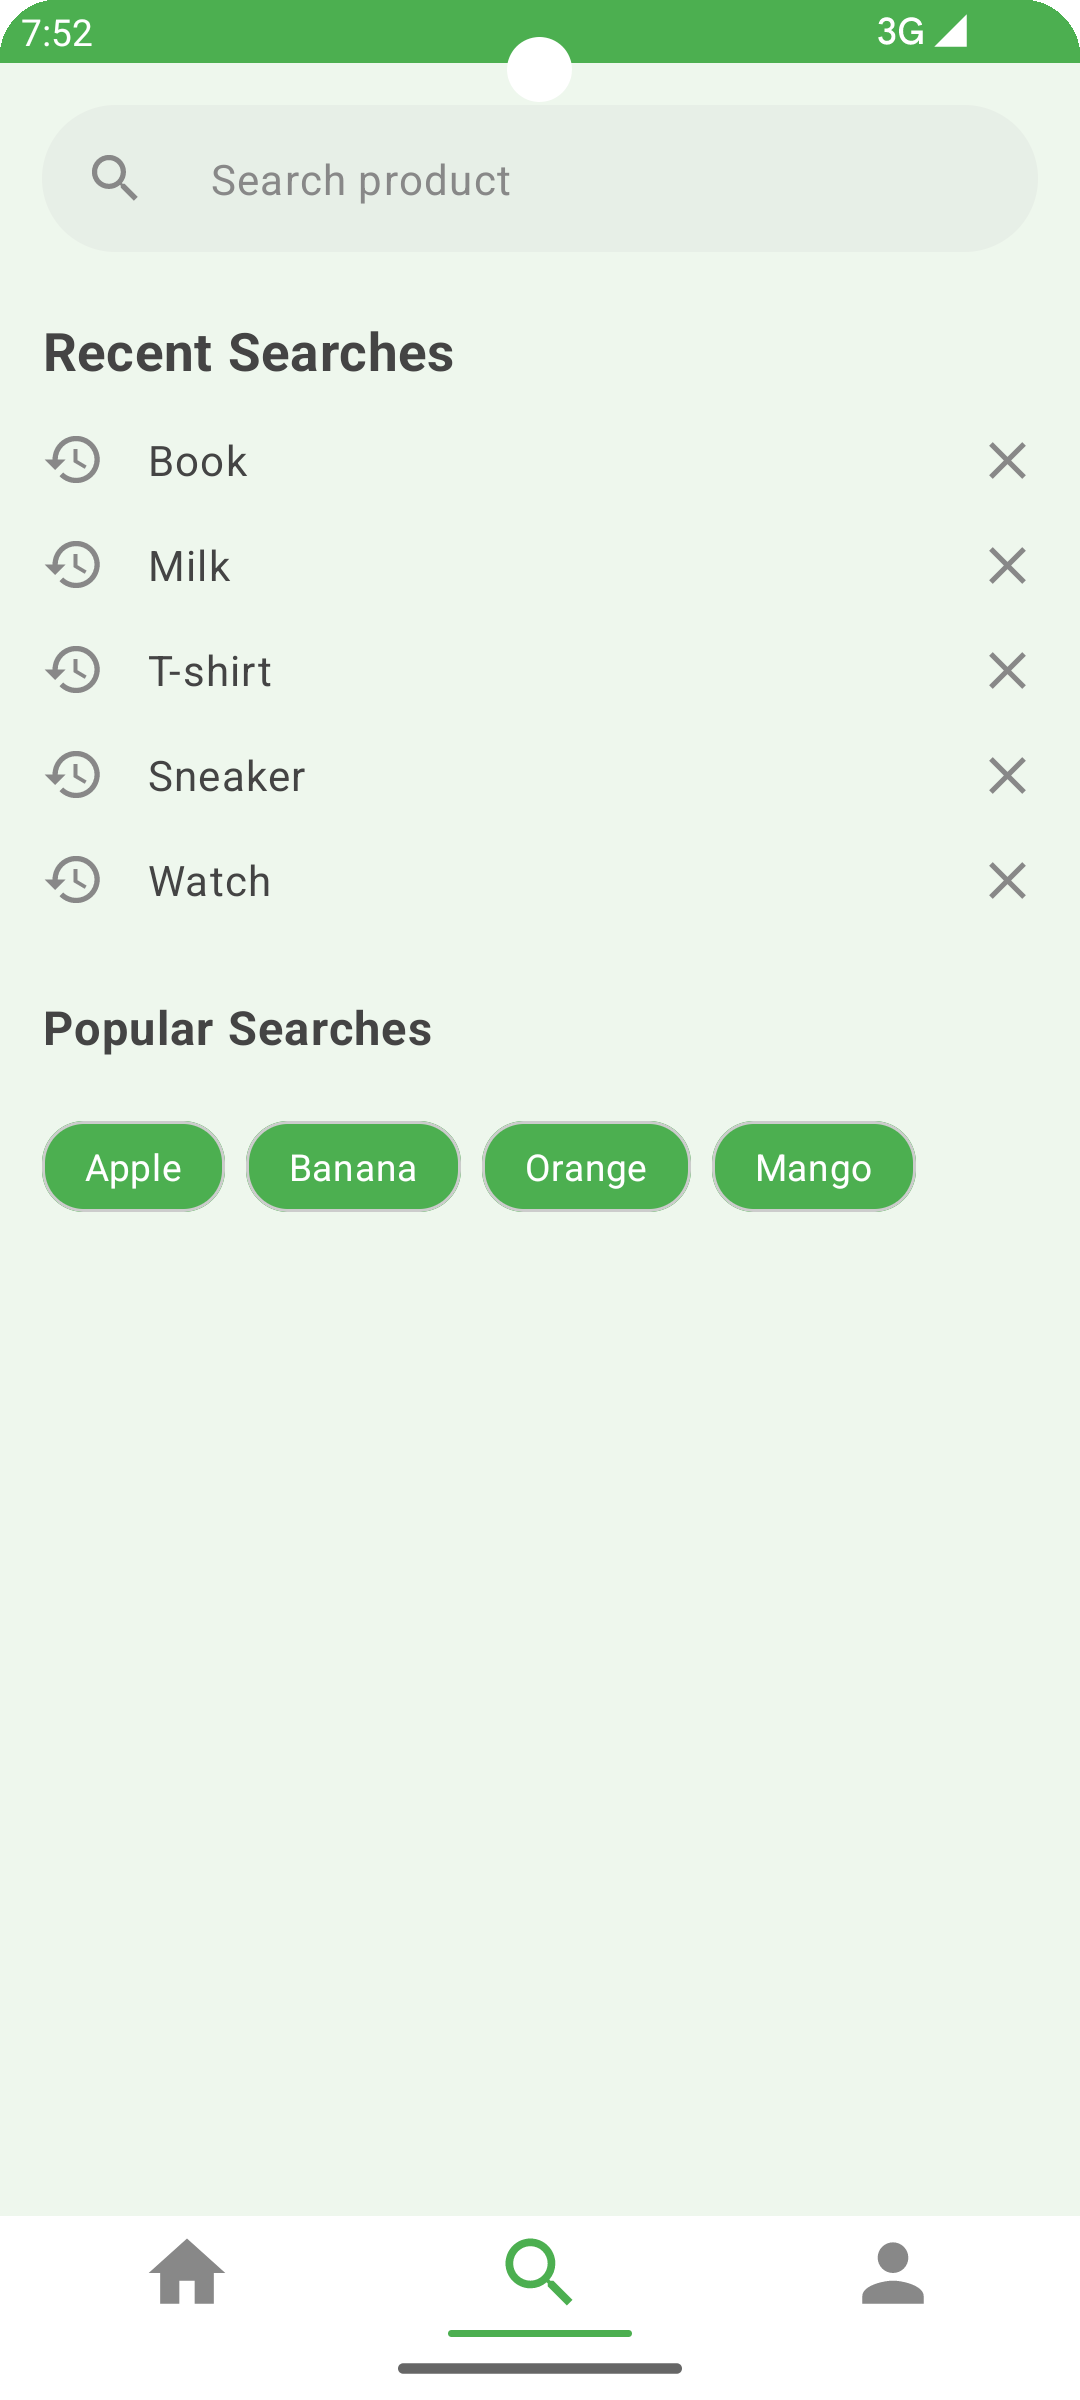 7:52
3G
Search product
Recent Searches
Book
Milk
T-shirt
Sneaker
Watch
Popular Searches
Apple Banana Orange Mango